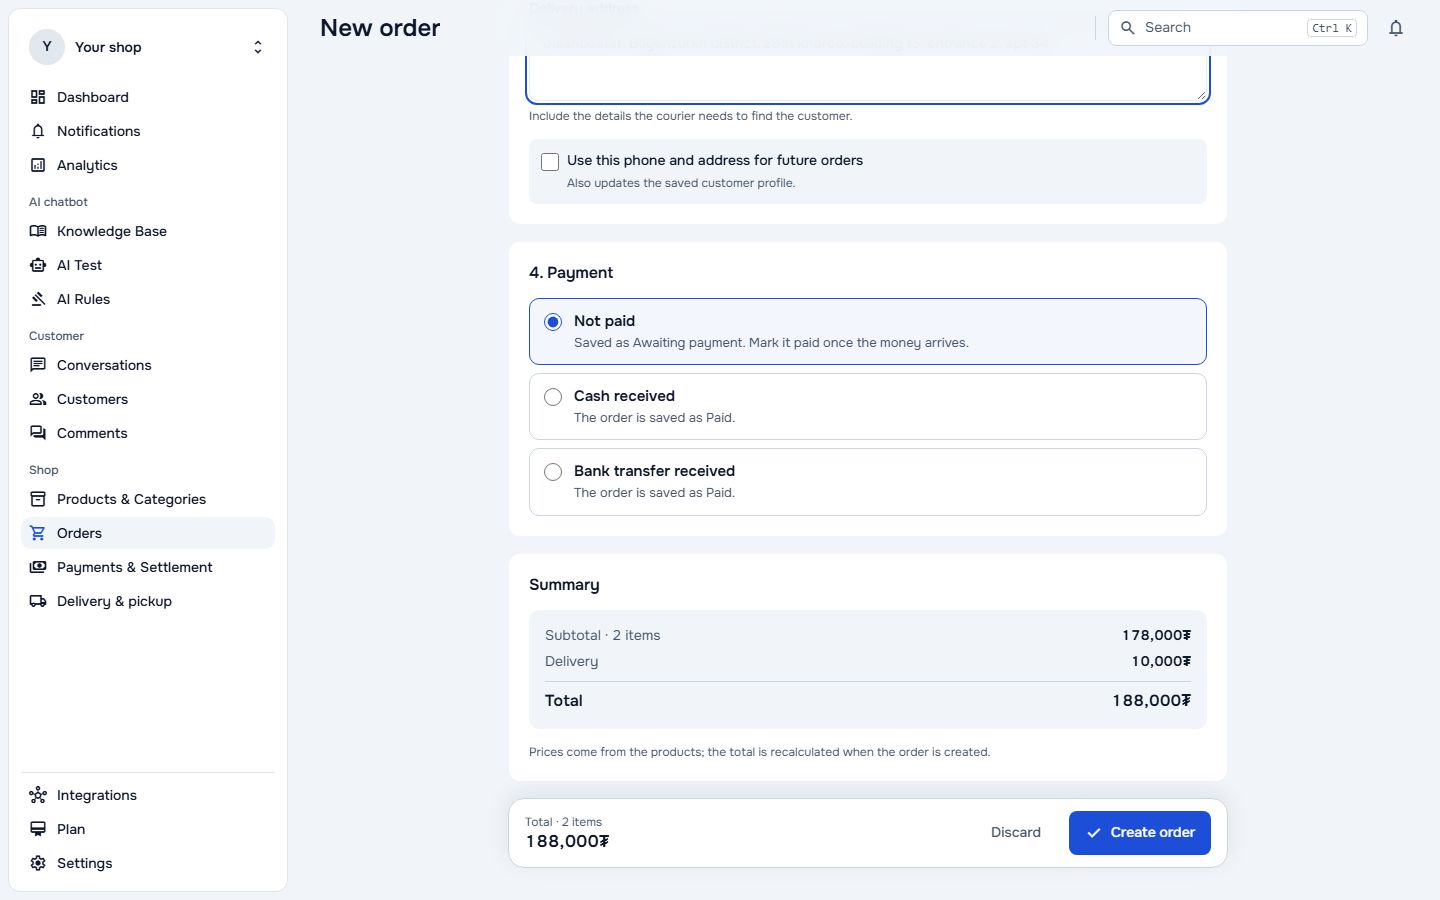 Y
Your shop
Dashboard
Notifications
Analytics
AI chatbot
Knowledge Base
AI Test
AI Rules
Customer
Conversations
Customers
Comments
Shop
Products & Categories
Orders
Payments & Settlement
Delivery & pickup
Integrations
Plan
Settings
New order
Search
Ctrl K
Delivery address
Include the details the courier needs to find the customer.
Use this phone and address for future orders
Also updates the saved customer profile.
4. Payment
Not paid
Saved as Awaiting payment. Mark it paid once the money arrives.
Cash received
The order is saved as Paid.
Bank transfer received
The order is saved as Paid.
Summary
Subtotal · 2 items 178,000₮
Delivery 10,000₮
Total 188,000₮
Prices come from the products; the total is recalculated when the order is created.
Total · 2 items
188,000₮
Discard
Create order